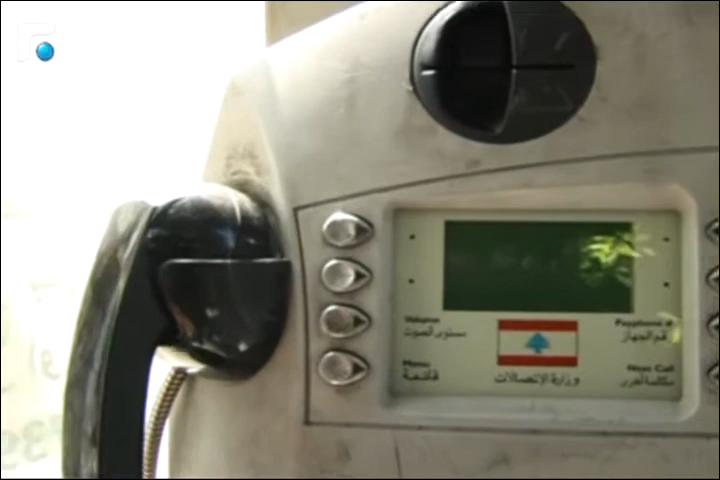 Volume
مستوى الصوت
Menu
قائمة
وزارة الإتصالات
Payphone #
رقم الجهاز
Next Call
مكالمة أخرى